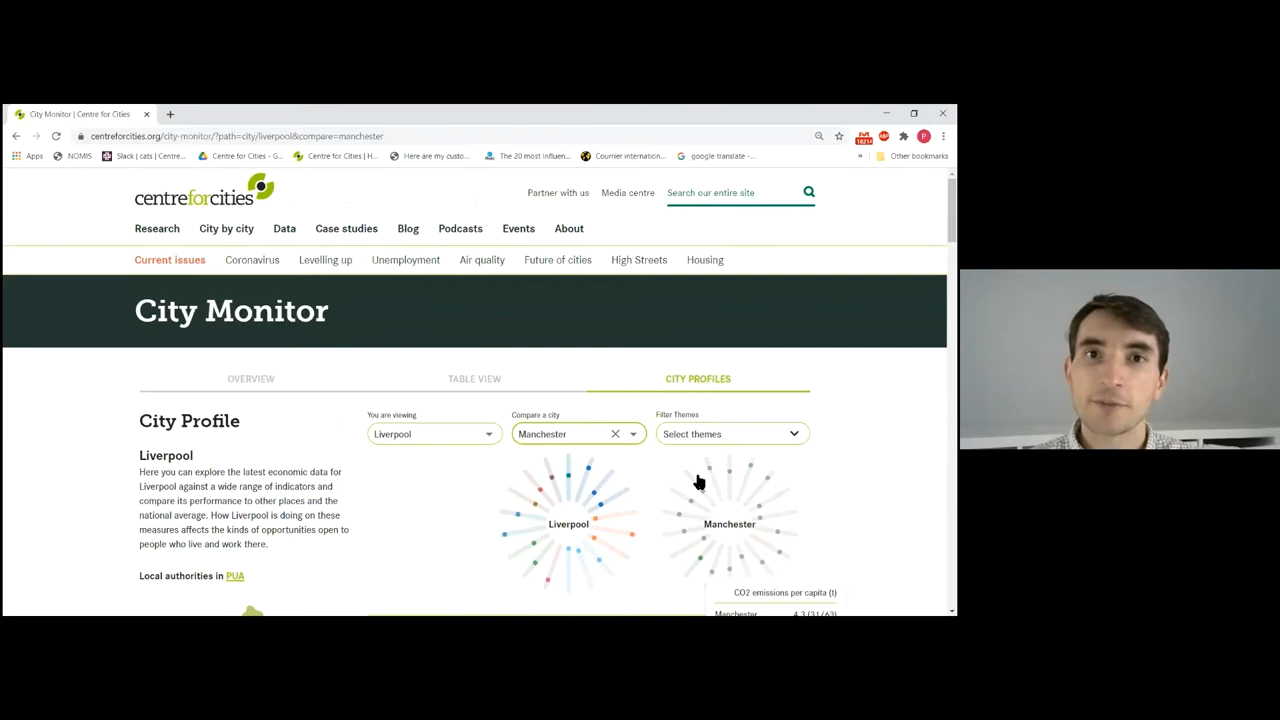 City Monitor | Centre for Cities
centreforcities.org/city-monitor/?path=city/liverpool&compare=manchester
Apps NOMIS Slack | cats | Centre... Centre for Cities - G... Centre for Cities | H... Here are my custo... The 20 most Influen... Courrier internation... google translate -... » Other bookmarks
centreforcities
Partner with us Media centre Search our entire site
Research City by city Data Case studies Blog Podcasts Events About
Current issues Coronavirus Levelling up Unemployment Air quality Future of cities High Streets Housing
City Monitor
OVERVIEW TABLE VIEW CITY PROFILES
City Profile
You are viewing Compare a city Filter Themes
Liverpool Manchester Select themes
Liverpool
Here you can explore the latest economic data for
Liverpool against a wide range of indicators and
compare its performance to other places and the
national average. How Liverpool is doing on these
measures affects the kinds of opportunities open to
people who live and work there.
Liverpool Manchester
Local authorities in PUA
CO2 emissions per capita (t)
Manchester 4.3 (31/63)